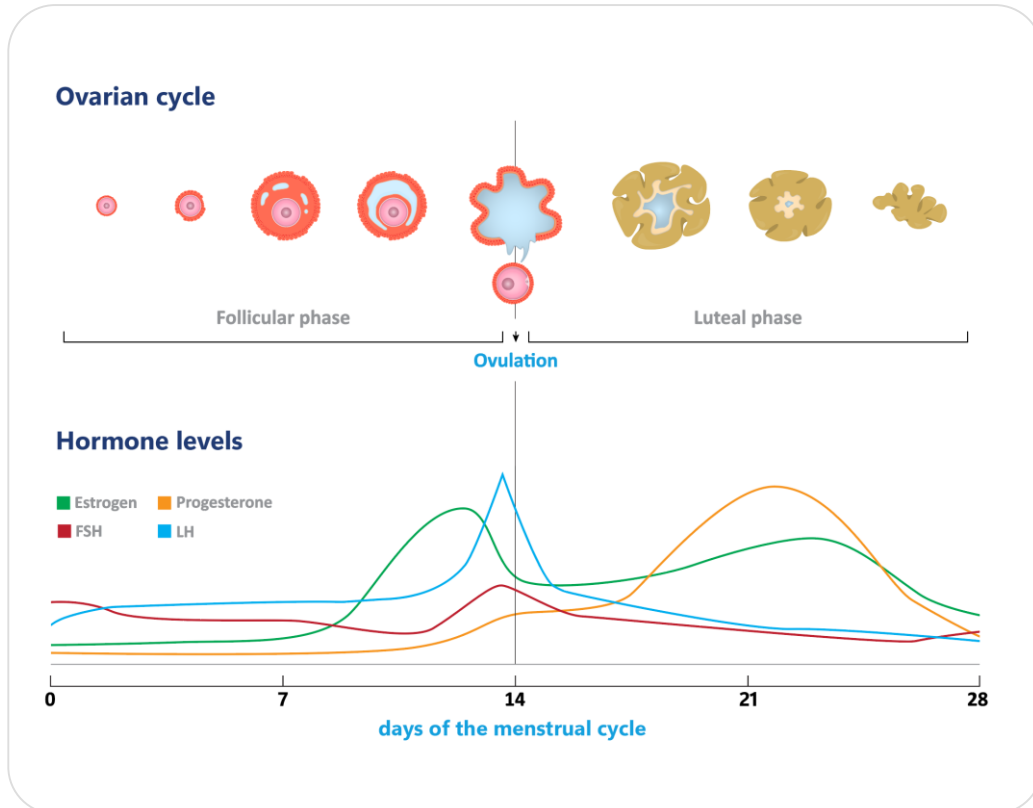 Ovarian cycle
Follicular phase
Luteal phase
Ovulation
Hormone levels
Estrogen Progesterone
FSH LH
0 7 14 21 28
days of the menstrual cycle